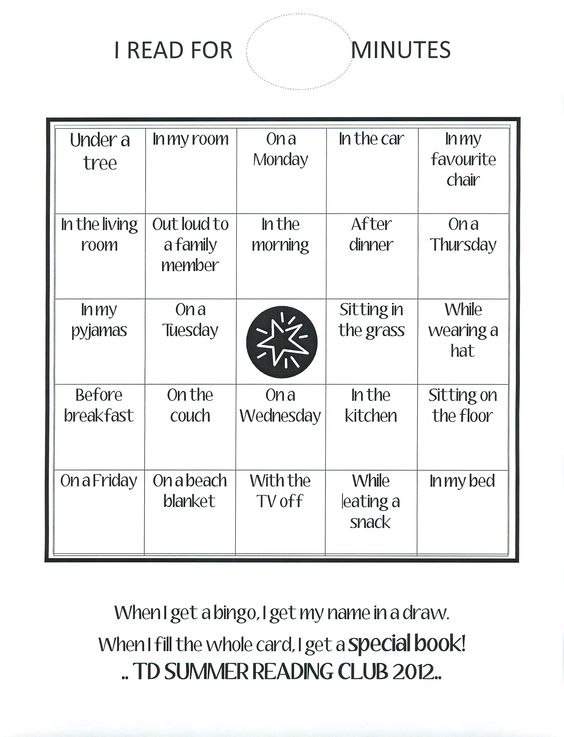 I READ FOR MINUTES
Under a
tree
In my room
On a
Monday
In the car
In my
favourite
chair
In the living
room
Out loud to
a family
member
In the
morning
After
dinner
On a
Thursday
In my
pyjamas
On a
Tuesday
Sitting in
the grass
While
wearing a
hat
Before
breakfast
On the
couch
On a
Wednesday
In the
kitchen
Sitting on
the floor
On a Friday
On a beach
blanket
With the
TV off
While
eating a
snack
In my bed
When I get a bingo, I get my name in a draw.
When I fill the whole card, I get a special book!
.. TD SUMMER READING CLUB 2012..